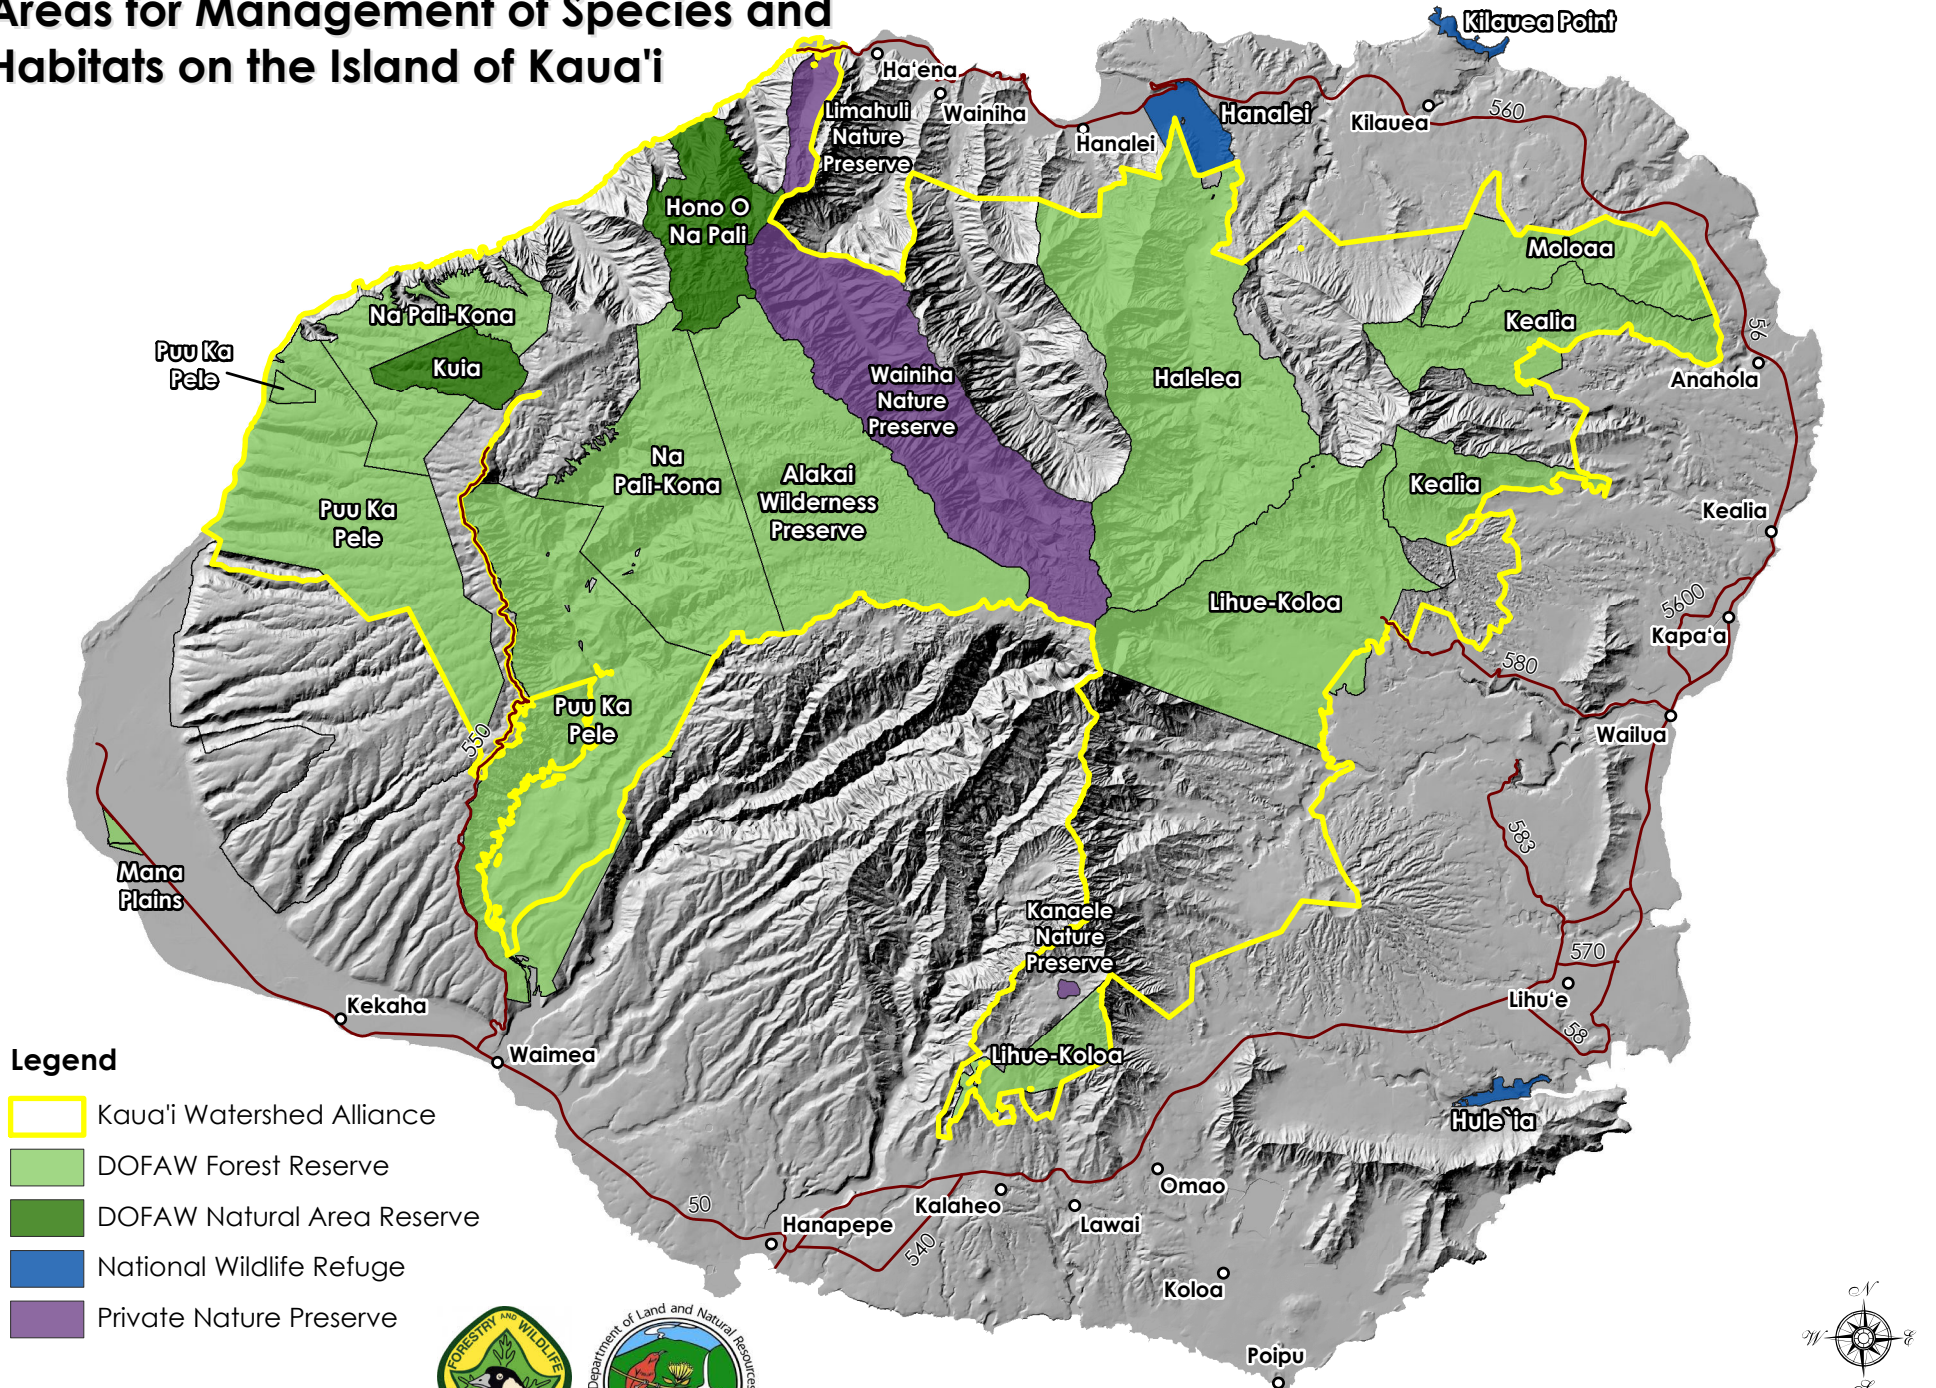 Areas for Management of Species and
Habitats on the Island of Kaua'i
Kilauea Point
Ha'ena
Wainiha
Limahuli
Nature
Preserve
Hanalei
Hanalei
Kilauea
560
Hono O
Na Pali
Moloaa
Na Pali-Kona
Kealia
56
Puu Ka
Pele
Kuia
Anahola
Wainiha
Nature
Preserve
Halelea
Na
Pali-Kona
Alakai
Wilderness
Preserve
Kealia
Puu Ka
Pele
Kealia
Lihue-Koloa
5600
Kapa'a
580
Puu Ka
Pele
550
Wailua
583
Mana
Plains
Kanaele
Nature
Preserve
570
Kekaha
Lihu'e
58
Waimea
Lihue-Koloa
Hule`ia
Omao
50
Kalaheo
Hanapepe
Lawai
540
Koloa
Poipu
Legend
Kaua'i Watershed Alliance
DOFAW Forest Reserve
DOFAW Natural Area Reserve
National Wildlife Refuge
Private Nature Preserve
FORESTRY AND WILDLIFE
Department of Land and Natural Resources
N
W E
S